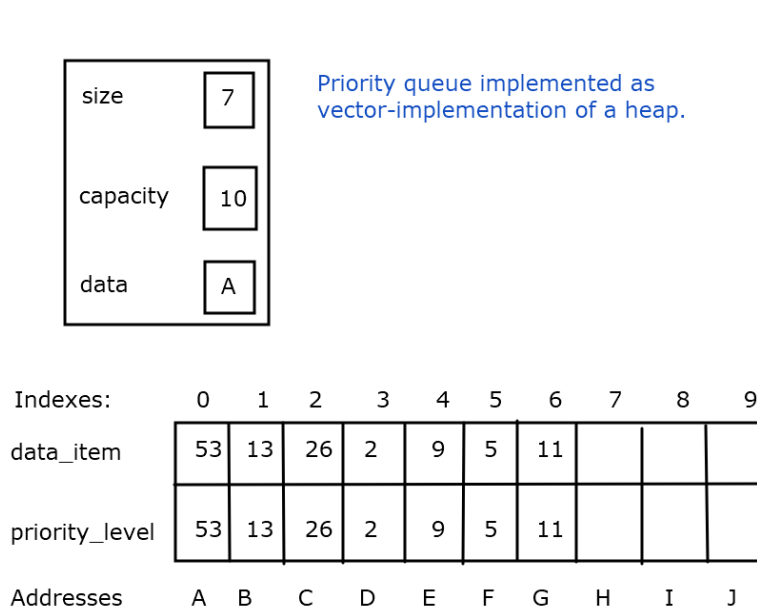 size 7
Priority queue implemented as
vector-implementation of a heap.
capacity 10
data A
Indexes: 0 1 2 3 4 5 6 7 8 9
data_item 53 13 26 2 9 5 11
priority_level 53 13 26 2 9 5 11
Addresses A B C D E F G H I J